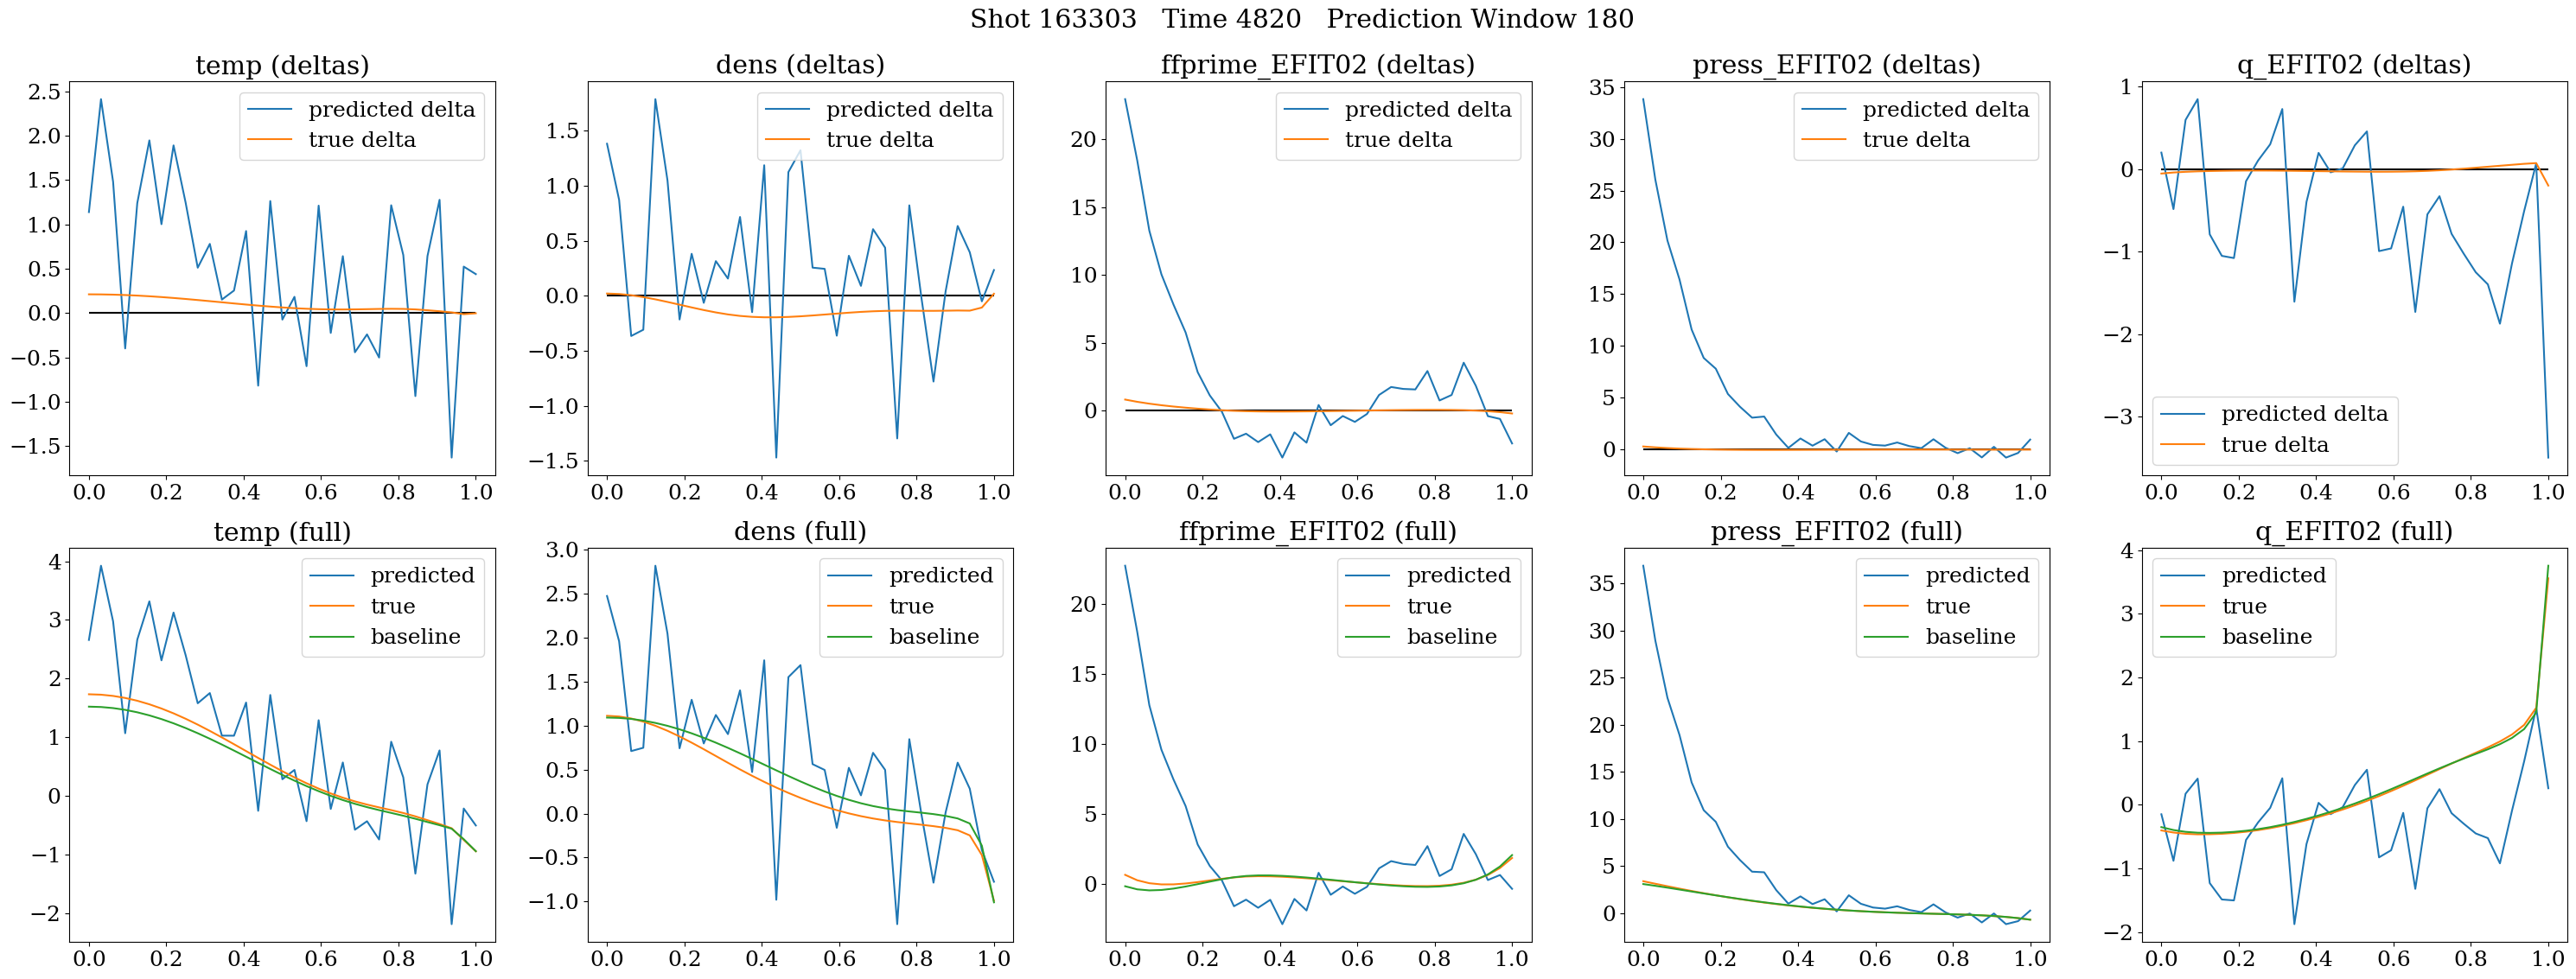 Shot 163303   Time 4820   Prediction Window 180
temp (deltas)
2.5
2.0
1.5
1.0
0.5
0.0
−0.5
−1.0
−1.5
predicted delta
true delta
0.0 0.2 0.4 0.6 0.8 1.0
dens (deltas)
1.5
1.0
0.5
0.0
−0.5
−1.0
−1.5
predicted delta
true delta
0.0 0.2 0.4 0.6 0.8 1.0
ffprime_EFIT02 (deltas)
20
15
10
5
0
predicted delta
true delta
0.0 0.2 0.4 0.6 0.8 1.0
press_EFIT02 (deltas)
35
30
25
20
15
10
5
0
predicted delta
true delta
0.0 0.2 0.4 0.6 0.8 1.0
q_EFIT02 (deltas)
1
0
−1
−2
−3
predicted delta
true delta
0.0 0.2 0.4 0.6 0.8 1.0
temp (full)
4
3
2
1
0
−1
−2
predicted
true
baseline
0.0 0.2 0.4 0.6 0.8 1.0
dens (full)
3.0
2.5
2.0
1.5
1.0
0.5
0.0
−0.5
−1.0
predicted
true
baseline
0.0 0.2 0.4 0.6 0.8 1.0
ffprime_EFIT02 (full)
20
15
10
5
0
predicted
true
baseline
0.0 0.2 0.4 0.6 0.8 1.0
press_EFIT02 (full)
35
30
25
20
15
10
5
0
predicted
true
baseline
0.0 0.2 0.4 0.6 0.8 1.0
q_EFIT02 (full)
4
3
2
1
0
−1
−2
predicted
true
baseline
0.0 0.2 0.4 0.6 0.8 1.0